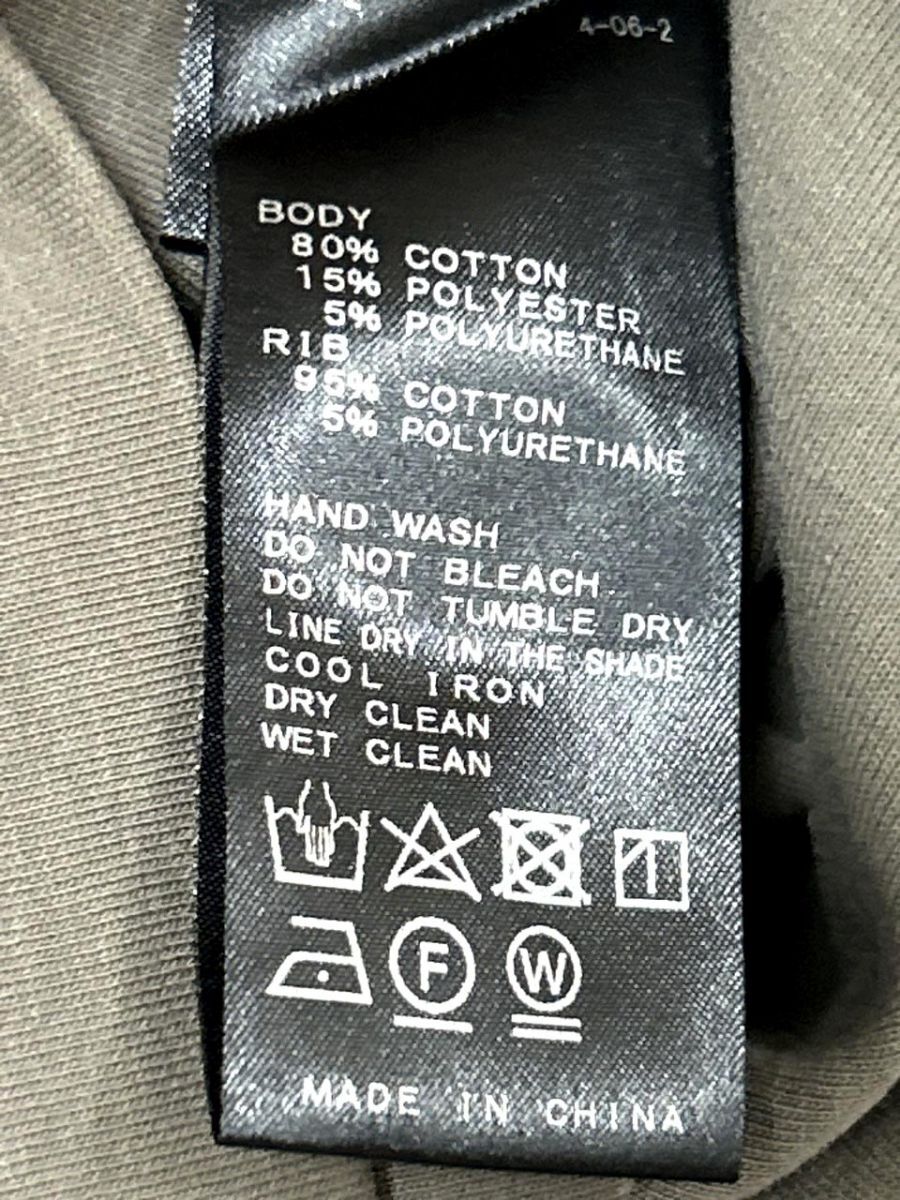 4-06-2
BODY
80% COTTON
15% POLYESTER
5% POLYURETHANE
RIB
95% COTTON
5% POLYURETHANE
HAND WASH
DO NOT BLEACH
DO NOT TUMBLE DRY
LINE DRY IN THE SHADE
COOL IRON
DRY CLEAN
WET CLEAN
F W
MADE IN CHINA